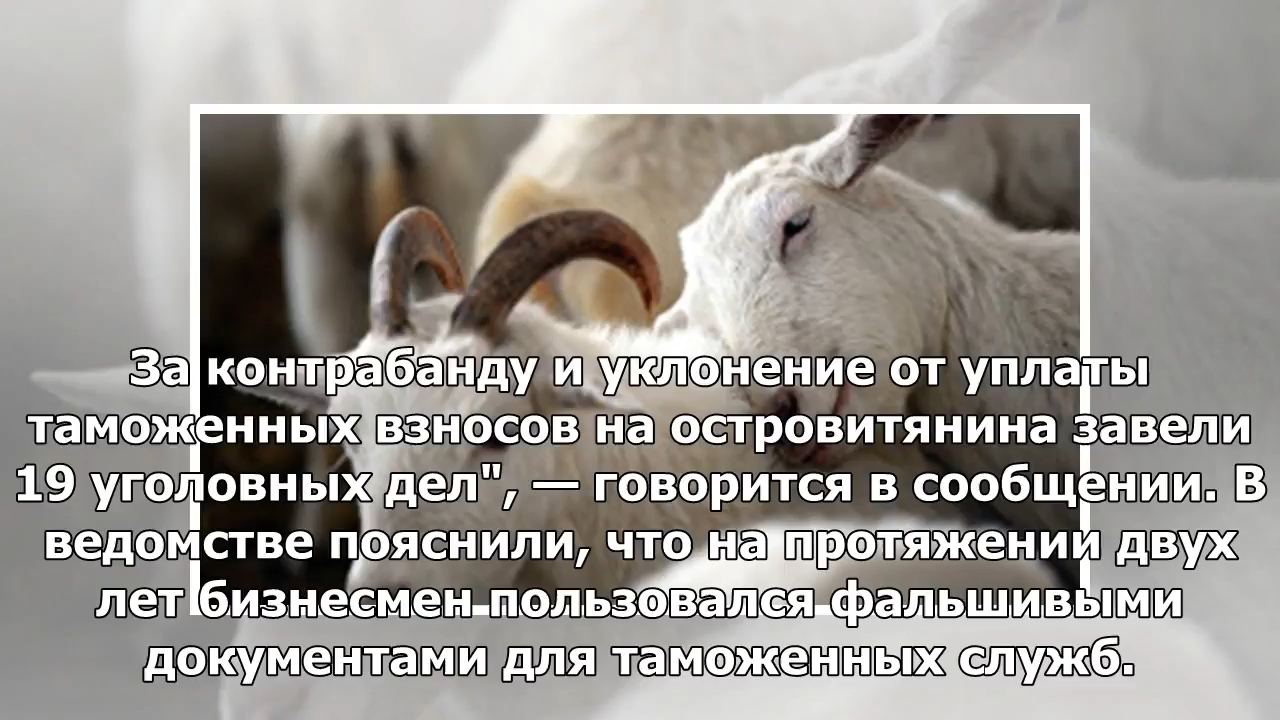 За контрабанду и уклонение от уплаты
таможенных взносов на островитянина завели
19 уголовных дел", — говорится в сообщении. В
ведомстве пояснили, что на протяжении двух
лет бизнесмен пользовался фальшивыми
документами для таможенных служб.